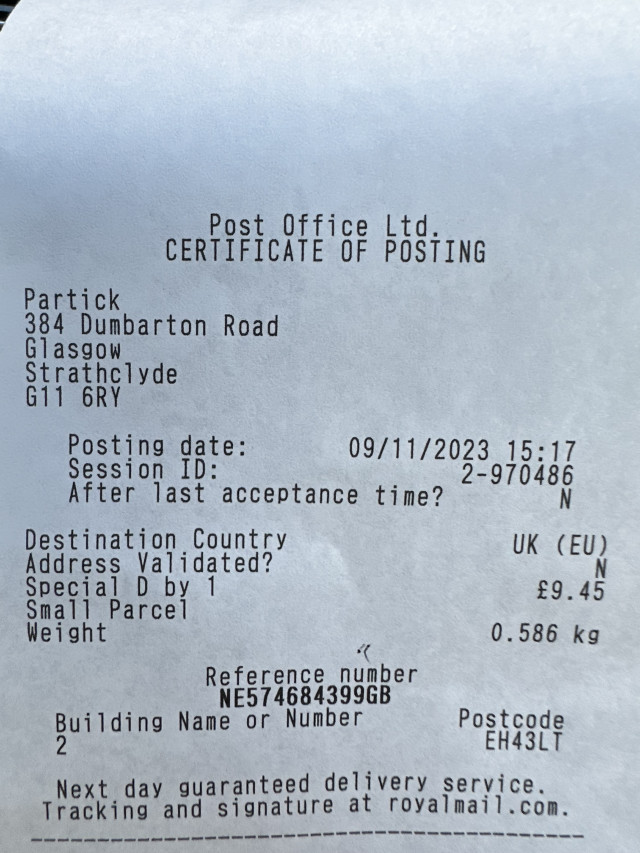 Post Office Ltd.
CERTIFICATE OF POSTING
Partick
384 Dumbarton Road
Glasgow
Strathclyde
G11 6RY
Posting date: 09/11/2023 15:17
Session ID: 2-970486
After last acceptance time? N
Destination Country UK (EU)
Address Validated? N
Special D by 1 £9.45
Small Parcel
Weight 0.586 kg
Reference number
NE574684399GB
Building Name or Number Postcode
2 EH43LT
Next day guaranteed delivery service.
Tracking and signature at royalmail.com.